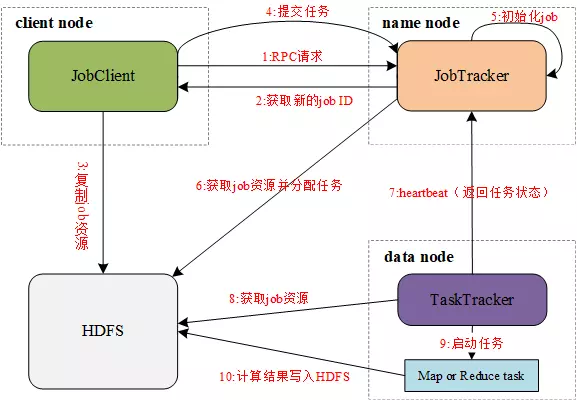 client node
4:提交任务
name node
5:初始化job
JobClient
1:RPC请求
JobTracker
2:获取新的job ID
3:复制job资源
6:获取job资源并分配任务
7:heartbeat（返回任务状态）
data node
HDFS
8:获取job资源
TaskTracker
9:启动任务
10:计算结果写入HDFS
Map or Reduce task